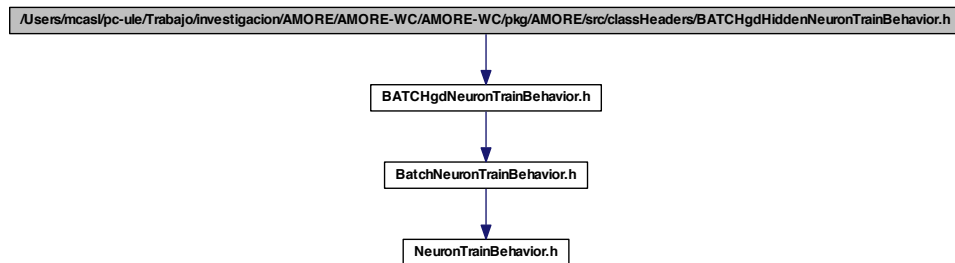 /Users/mcasl/pc-ule/Trabajo/investigacion/AMORE/AMORE-WC/AMORE-WC/pkg/AMORE/src/classHeaders/BATCHgdHiddenNeuronTrainBehavior.h
BATCHgdNeuronTrainBehavior.h
BatchNeuronTrainBehavior.h
NeuronTrainBehavior.h